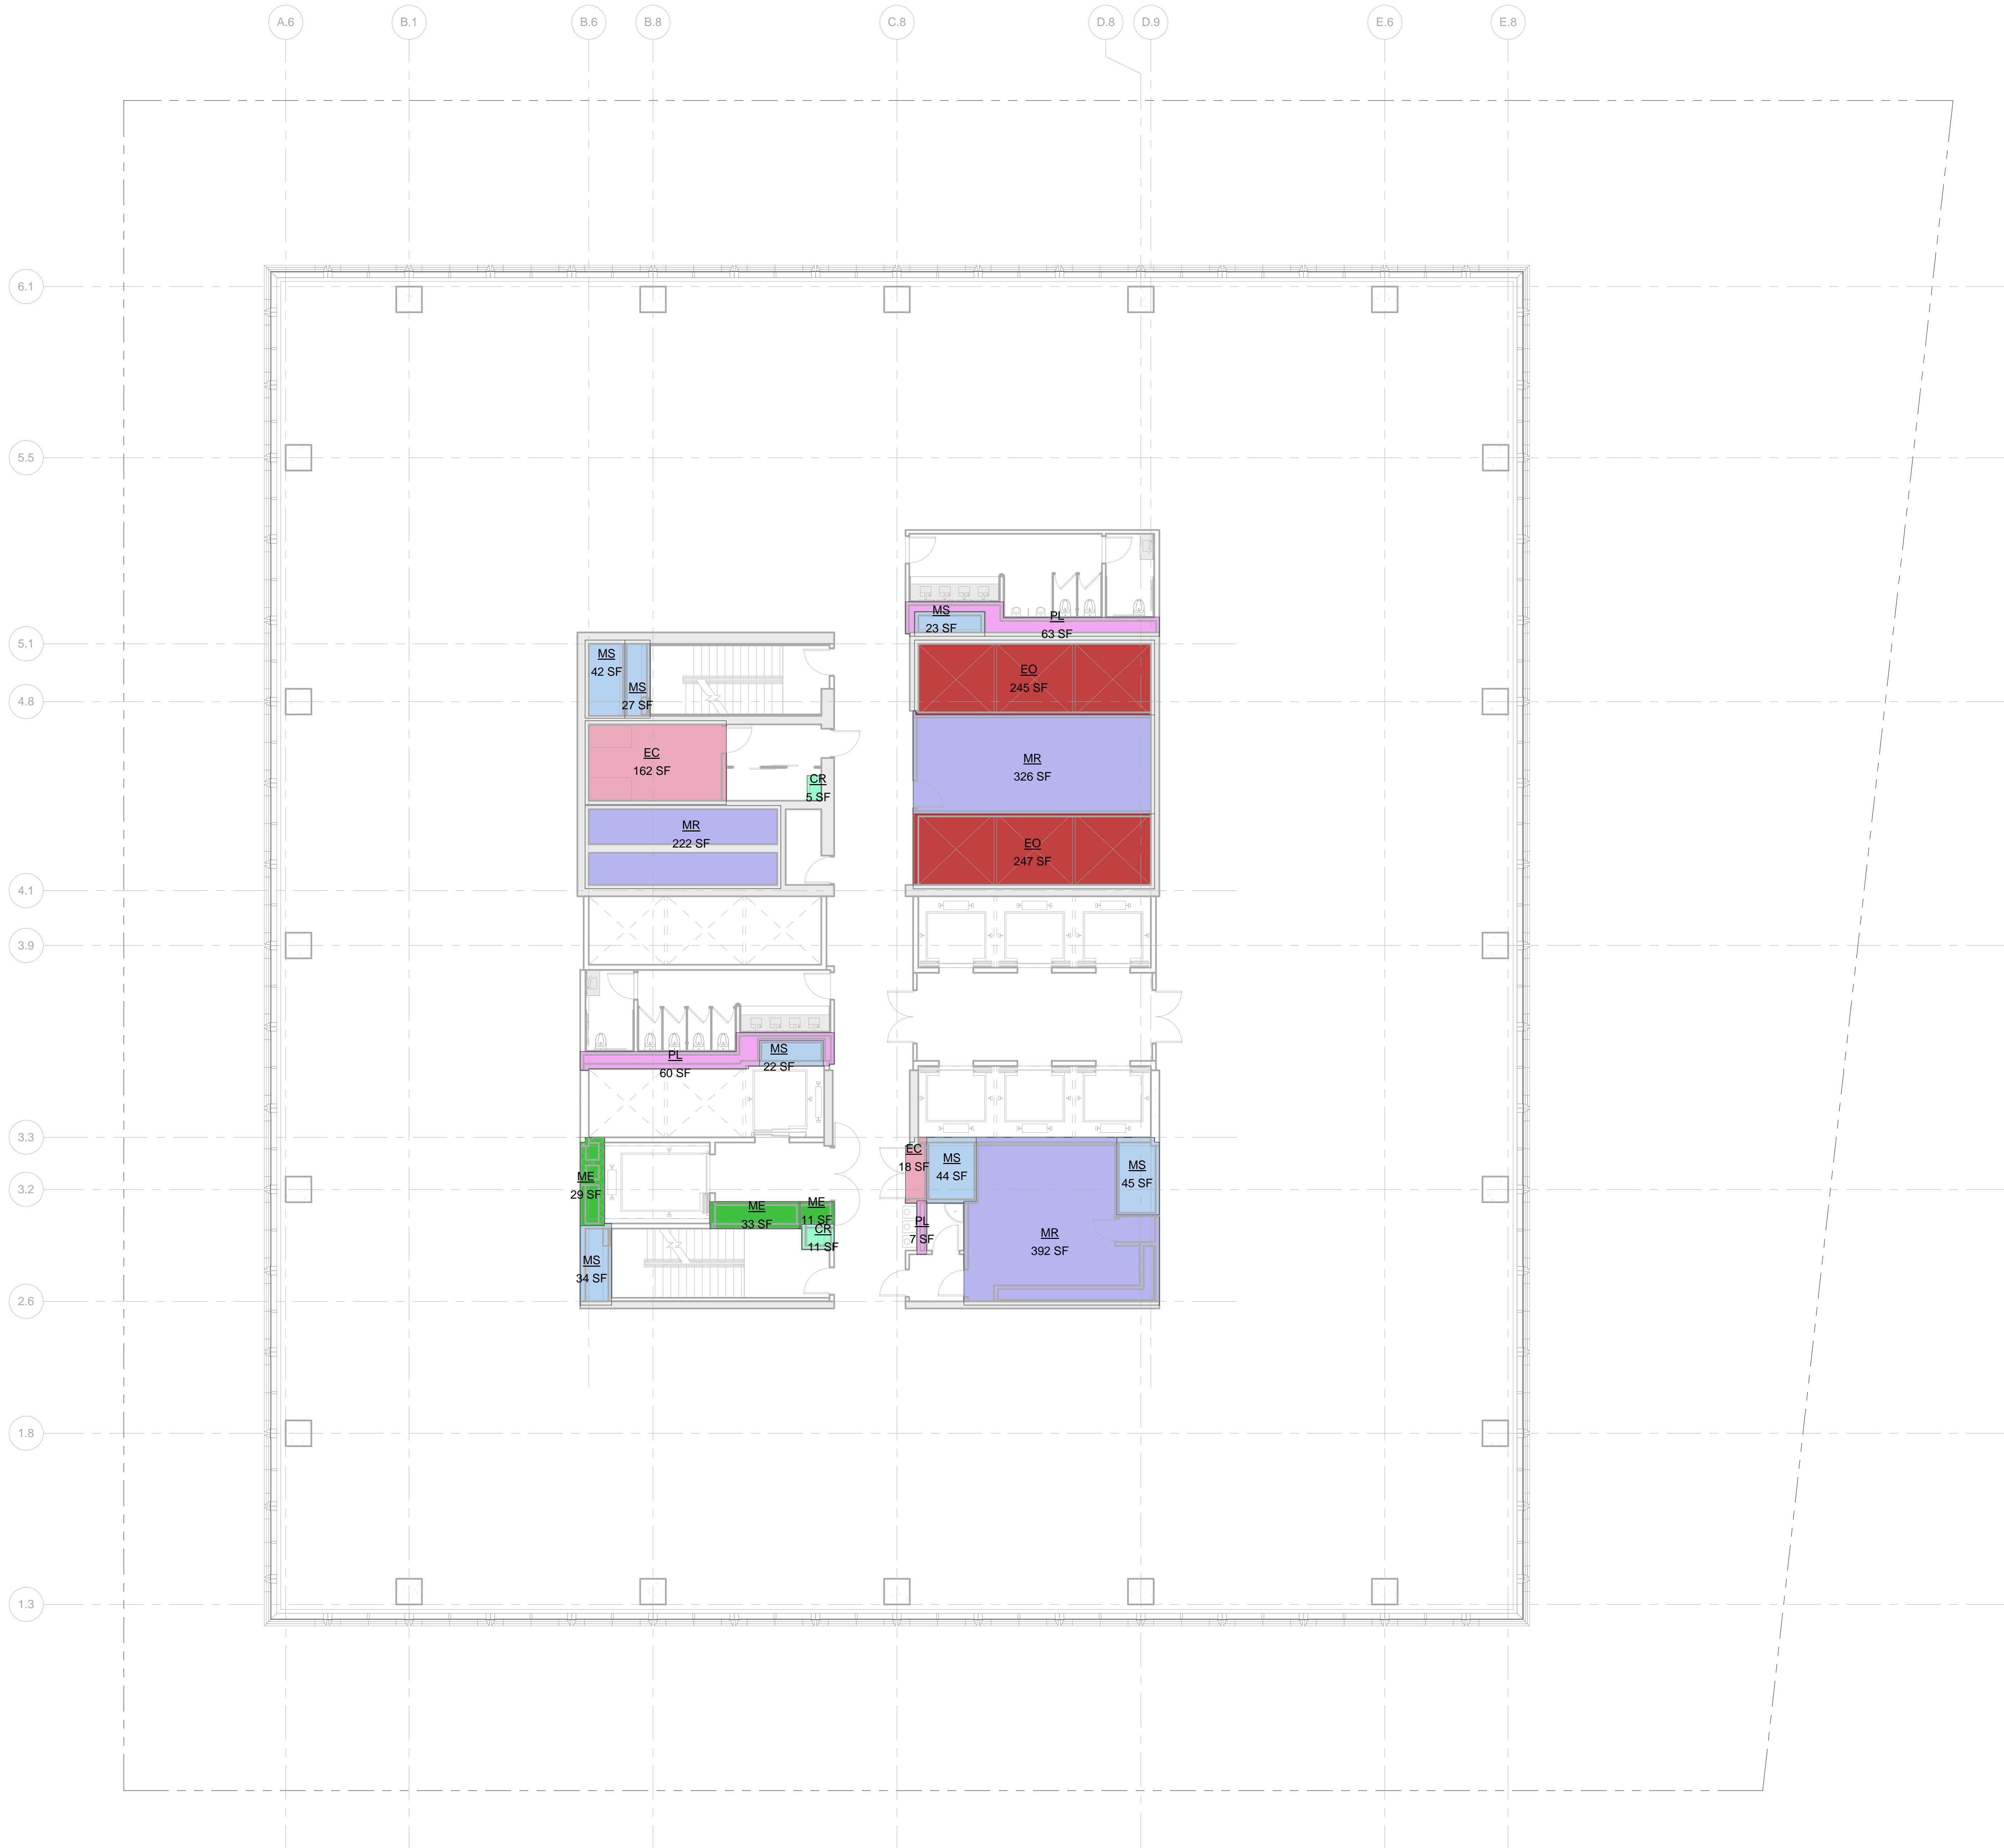 A.6
B.1
B.6
B.8
C.8
D.8
D.9
E.6
E.8
6.1
5.5
5.1
4.8
4.1
3.9
3.3
3.2
2.6
1.8
1.3
MS
23 SF
PL
63 SF
MS
42 SF
MS
27 SF
EO
245 SF
EC
162 SF
MR
326 SF
CR
5 SF
MR
222 SF
EO
247 SF
PL
60 SF
MS
22 SF
EC
18 SF
MS
44 SF
MS
45 SF
ME
29 SF
ME
33 SF
ME
11 SF
CR
11 SF
PL
7 SF
MR
392 SF
MS
34 SF